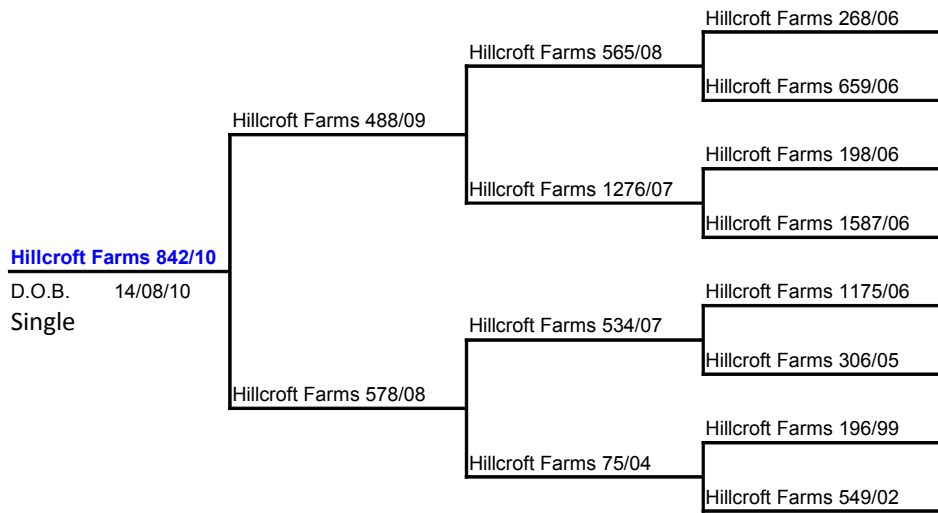 Hillcroft Farms 268/06
Hillcroft Farms 565/08
Hillcroft Farms 659/06
Hillcroft Farms 488/09
Hillcroft Farms 198/06
Hillcroft Farms 1276/07
Hillcroft Farms 1587/06
Hillcroft Farms 842/10
D.O.B. 14/08/10
Single
Hillcroft Farms 1175/06
Hillcroft Farms 534/07
Hillcroft Farms 306/05
Hillcroft Farms 578/08
Hillcroft Farms 196/99
Hillcroft Farms 75/04
Hillcroft Farms 549/02